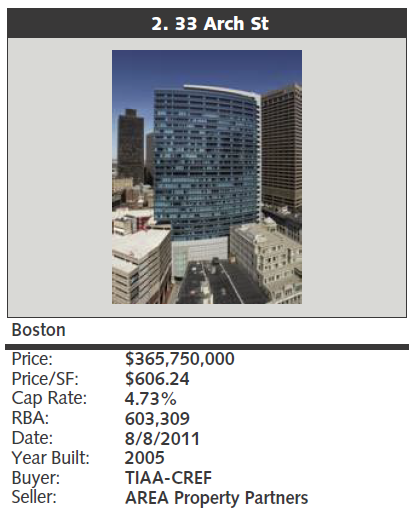 2. 33 Arch St
Boston
Price: $365,750,000
Price/SF: $606.24
Cap Rate: 4.73%
RBA: 603,309
Date: 8/8/2011
Year Built: 2005
Buyer: TIAA-CREF
Seller: AREA Property Partners